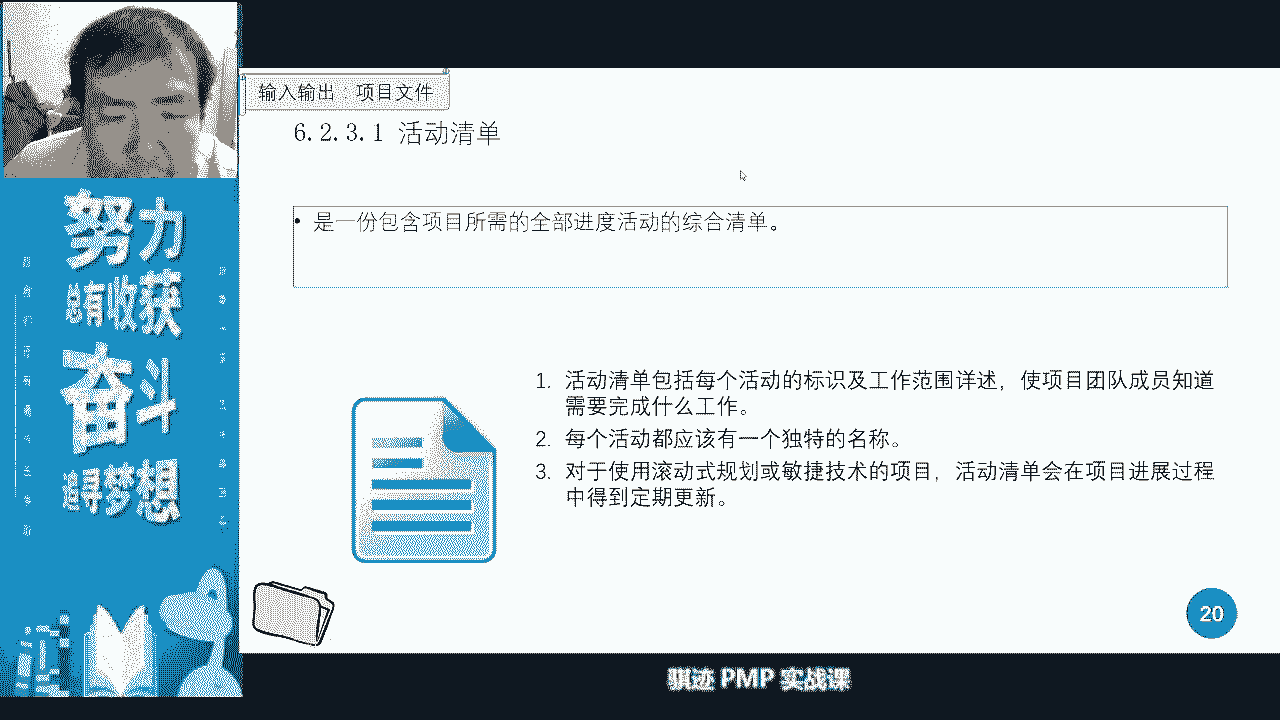 输入输出 项目文件
6.2.3.1 活动清单
• 是一份包含项目所需的全部进度活动的综合清单。
1. 活动清单包括每个活动的标识及工作范围详述，使项目团队成员知道
需要完成什么工作。
2. 每个活动都应该有一个独特的名称。
3. 对于使用滚动式规划或敏捷技术的项目，活动清单会在项目进展过程
中得到定期更新。
20
努力
总有收获
奋斗
追寻梦想
骐迹 PMP 实战课